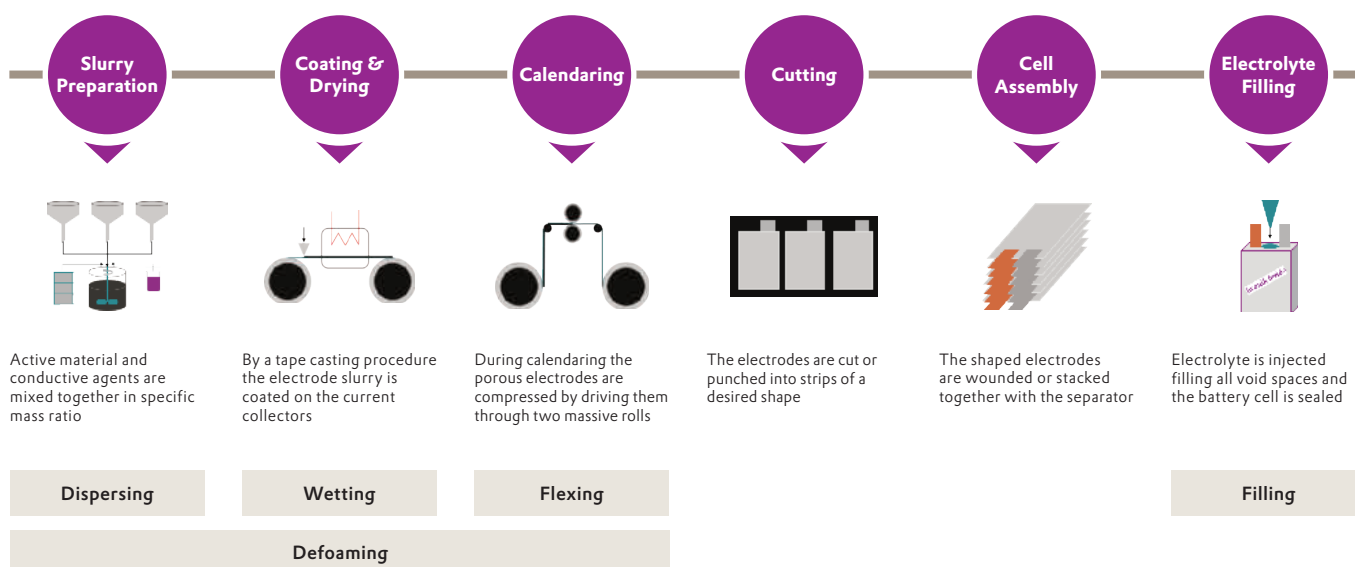 Slurry
Preparation
Coating &
Drying
Calendaring
Cutting
Cell
Assembly
Electrolyte
Filling
Active material and
conductive agents are
mixed together in specific
mass ratio
By a tape casting procedure
the electrode slurry is
coated on the current
collectors
During calendaring the
porous electrodes are
compressed by driving them
through two massive rolls
The electrodes are cut or
punched into strips of a
desired shape
The shaped electrodes
are wounded or stacked
together with the separator
Electrolyte is injected
filling all void spaces and
the battery cell is sealed
Dispersing
Wetting
Flexing
Filling
Defoaming